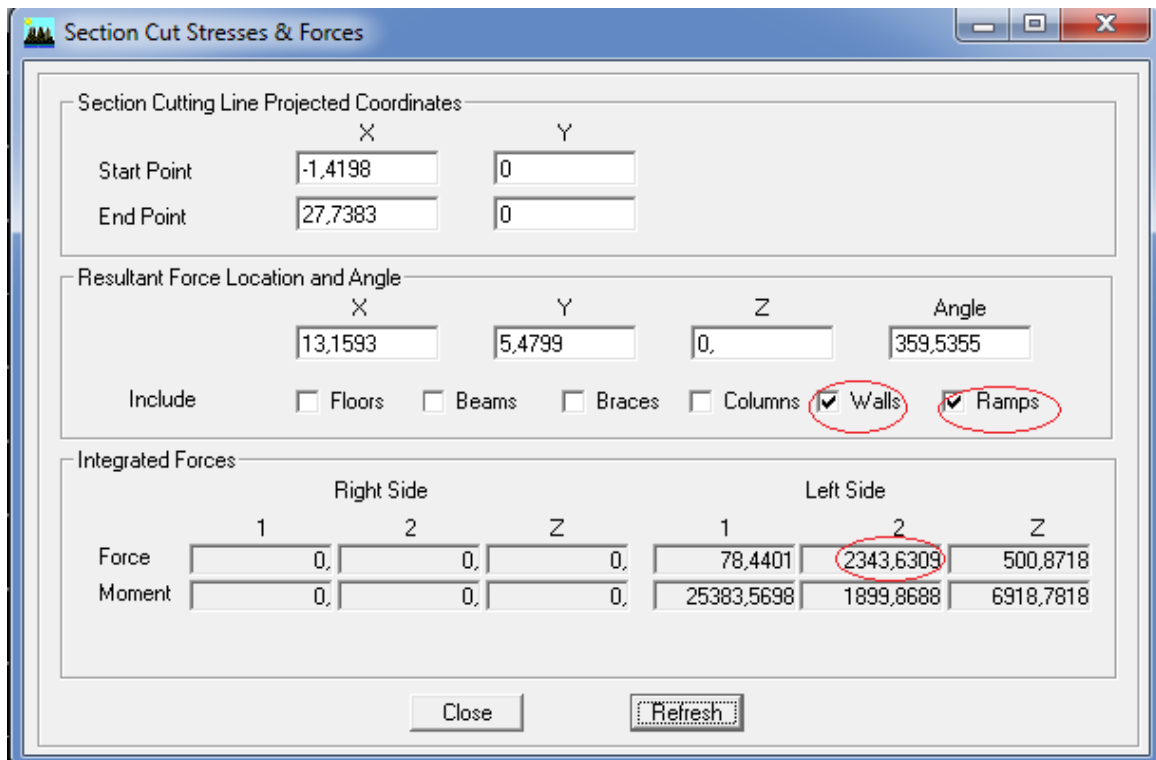 Section Cut Stresses & Forces
Section Cutting Line Projected Coordinates
X Y
Start Point -1,4198 0
End Point 27,7383 0
Resultant Force Location and Angle
X Y Z Angle
13,1593 5,4799 0, 359,5355
Include Floors Beams Braces Columns Walls Ramps
Integrated Forces
Right Side Left Side
1 2 Z 1 2 Z
Force 0, 0, 0, 78,4401 2343,6309 500,8718
Moment 0, 0, 0, 25383,5698 1899,8688 6918,7818
Close Refresh